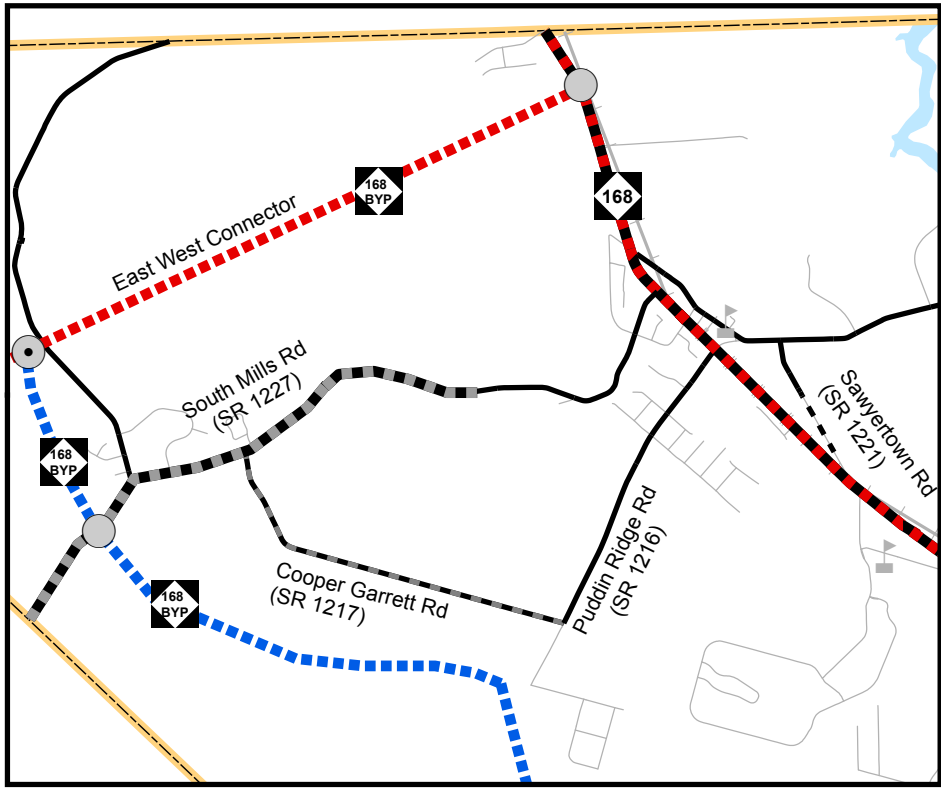 168
BYP
168
East West Connector
South Mills Rd
(SR 1227)
Sawyertown Rd
(SR 1221)
168
BYP
Puddin Ridge Rd
(SR 1216)
Cooper Garrett Rd
(SR 1217)
168
BYP